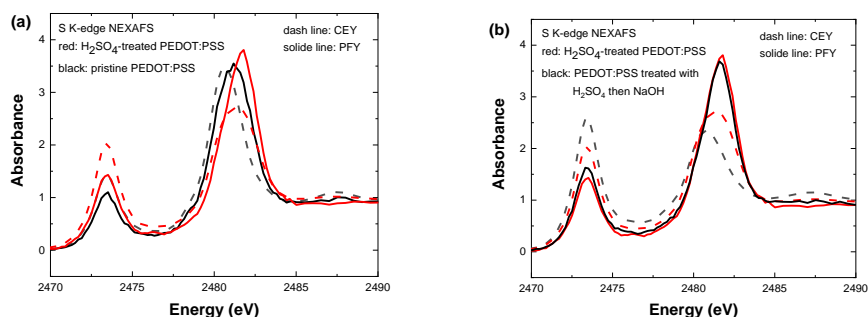 (a)
S K-edge NEXAFS
dash line: CEY
red: H₂SO₄-treated PEDOT:PSS
solide line: PFY
black: pristine PEDOT:PSS
Absorbance
4
3
2
1
0
2470 2475 2480 2485 2490
Energy (eV)
(b)
S K-edge NEXAFS
dash line: CEY
red: H₂SO₄-treated PEDOT:PSS
solide line: PFY
black: PEDOT:PSS treated with
H₂SO₄ then NaOH
Absorbance
4
3
2
1
0
2470 2475 2480 2485 2490
Energy (eV)